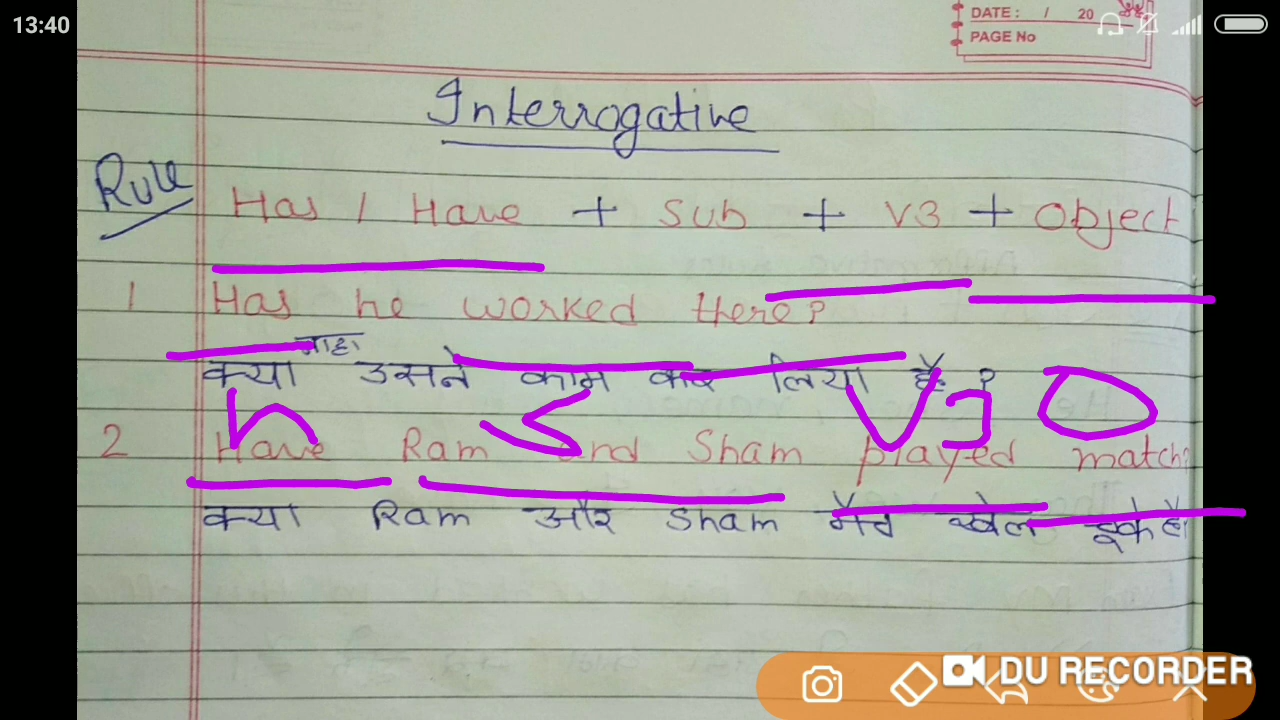 13:40
DATE : / 20
PAGE No
Interrogative
Rule
Has / Have + Sub + V3 + Object
1 Has he worked there?
वहा
क्या उसने काम कर लिया है ?
h S V3 O
2 Have Ram and Sham played match?
क्या Ram और Sham मैच खेल चुके है।
DU RECORDER